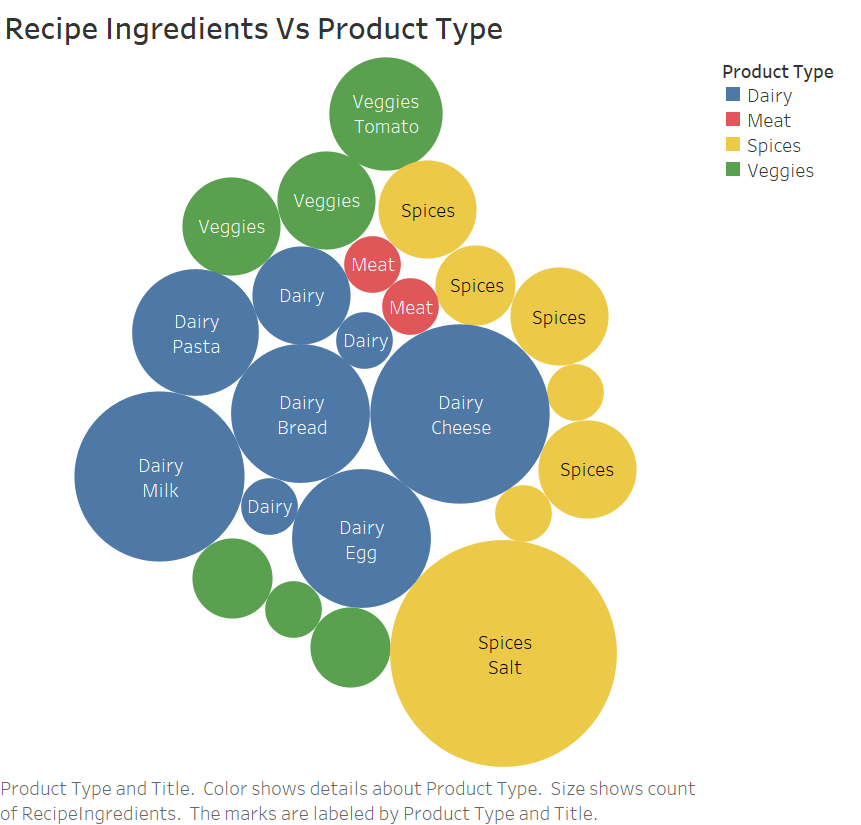 Recipe Ingredients Vs Product Type
Product Type
Dairy
Meat
Spices
Veggies
Veggies
Tomato
Veggies
Spices
Veggies
Meat
Spices
Dairy
Meat
Spices
Dairy
Pasta
Dairy
Dairy
Bread
Dairy
Cheese
Dairy
Milk
Spices
Dairy
Dairy
Egg
Spices
Salt
Product Type and Title.  Color shows details about Product Type.  Size shows count
of RecipeIngredients.  The marks are labeled by Product Type and Title.